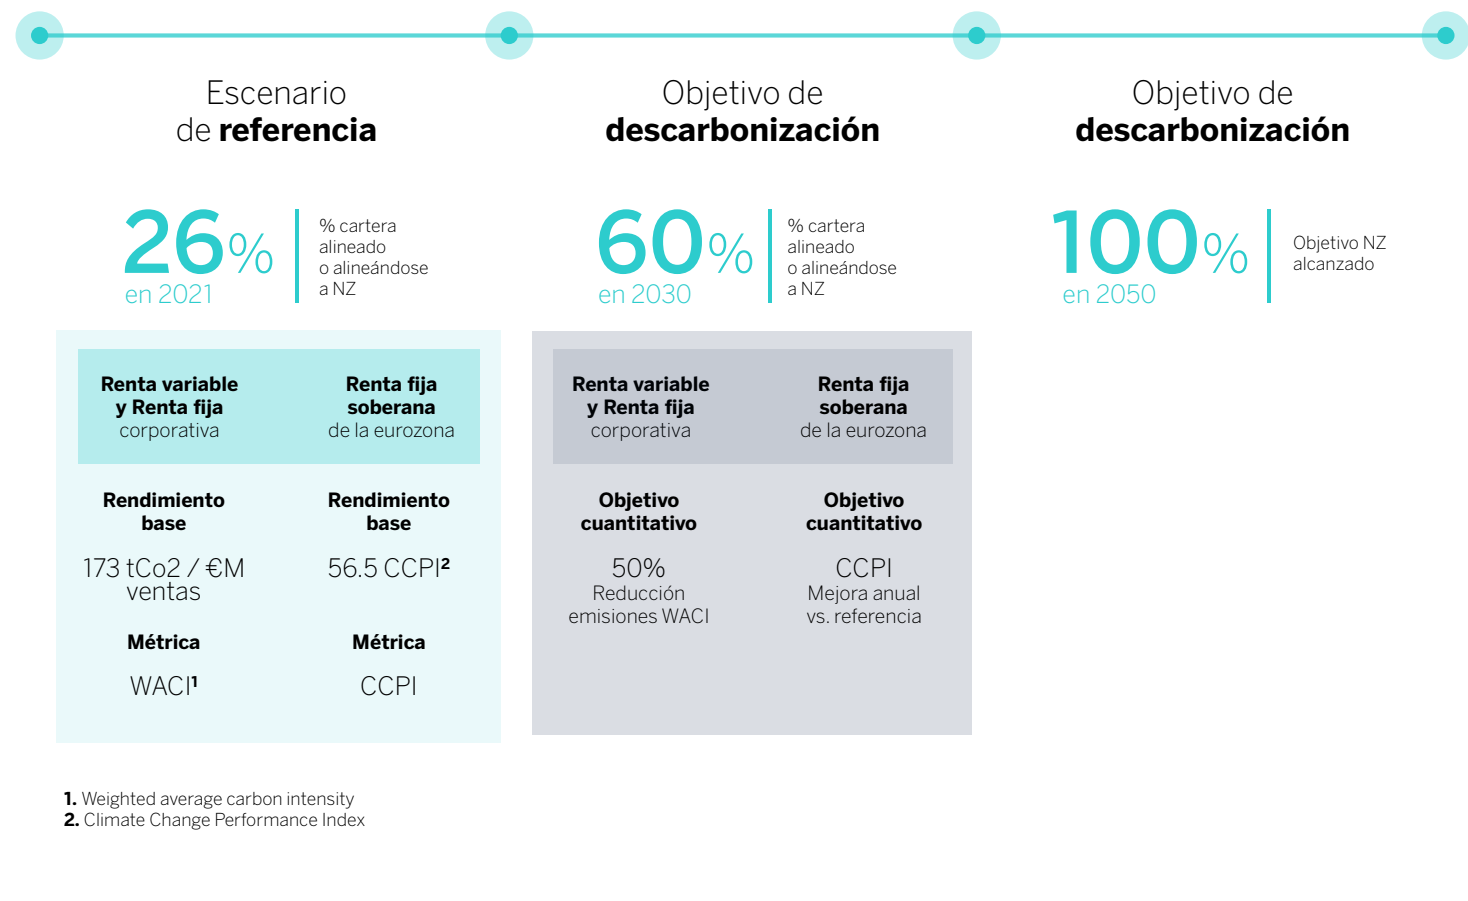 Escenario
de referencia
26%
en 2021
% cartera
alineado
o alineándose
a NZ
Renta variable
y Renta fija
corporativa
Renta fija
soberana
de la eurozona
Rendimiento
base
173 tCo2 / €M
ventas
Métrica
WACI¹
Rendimiento
base
56.5 CCPI²
Métrica
CCPI
Objetivo de
descarbonización
60%
en 2030
% cartera
alineado
o alineándose
a NZ
Renta variable
y Renta fija
corporativa
Renta fija
soberana
de la eurozona
Objetivo
cuantitativo
50%
Reducción
emisiones WACI
Objetivo
cuantitativo
CCPI
Mejora anual
vs. referencia
Objetivo de
descarbonización
100%
en 2050
Objetivo NZ
alcanzado
1. Weighted average carbon intensity
2. Climate Change Performance Index